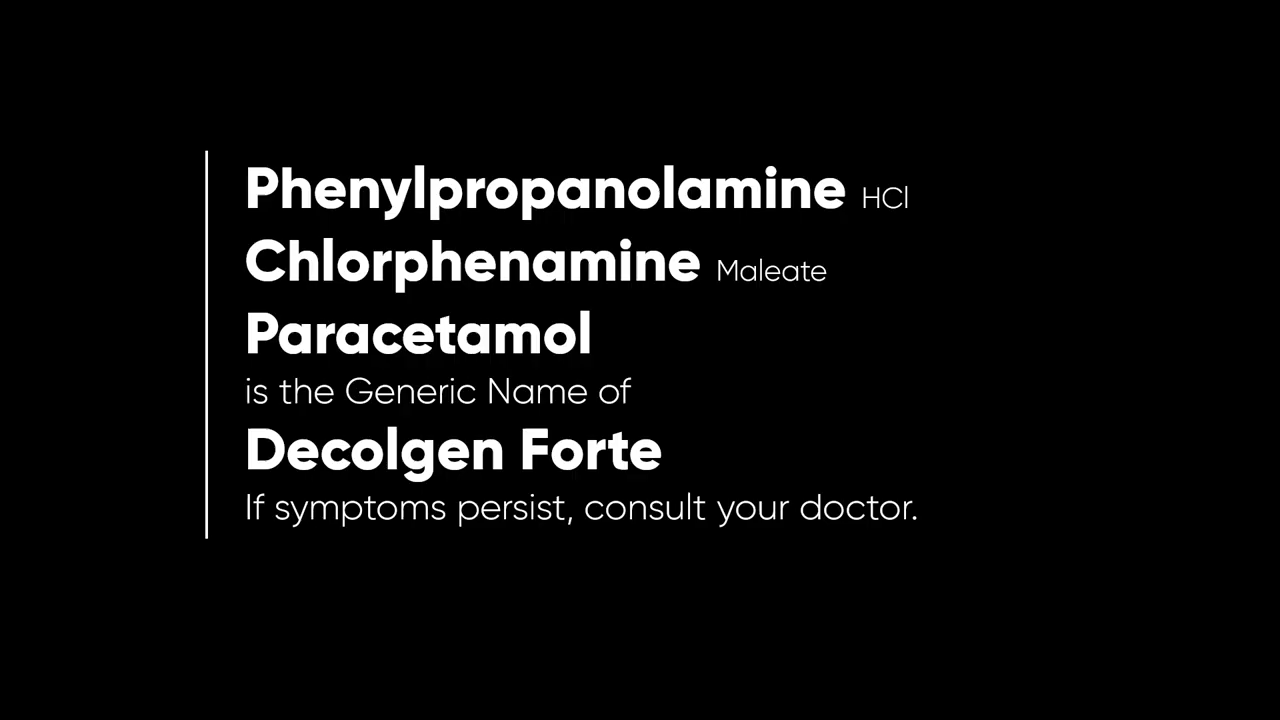 Phenylpropanolamine HCl
Chlorphenamine Maleate
Paracetamol
is the Generic Name of
Decolgen Forte
If symptoms persist, consult your doctor.